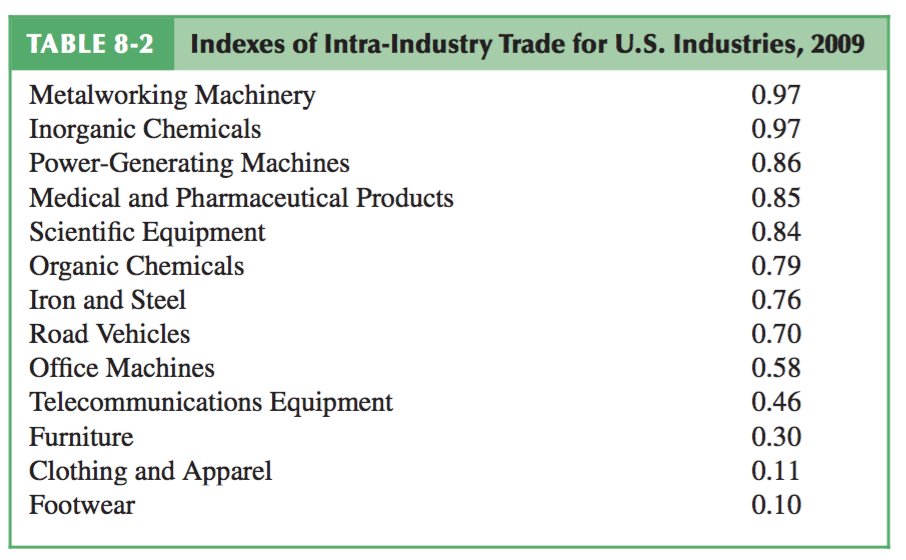 TABLE 8-2 Indexes of Intra-Industry Trade for U.S. Industries, 2009
Metalworking Machinery 0.97
Inorganic Chemicals 0.97
Power-Generating Machines 0.86
Medical and Pharmaceutical Products 0.85
Scientific Equipment 0.84
Organic Chemicals 0.79
Iron and Steel 0.76
Road Vehicles 0.70
Office Machines 0.58
Telecommunications Equipment 0.46
Furniture 0.30
Clothing and Apparel 0.11
Footwear 0.10